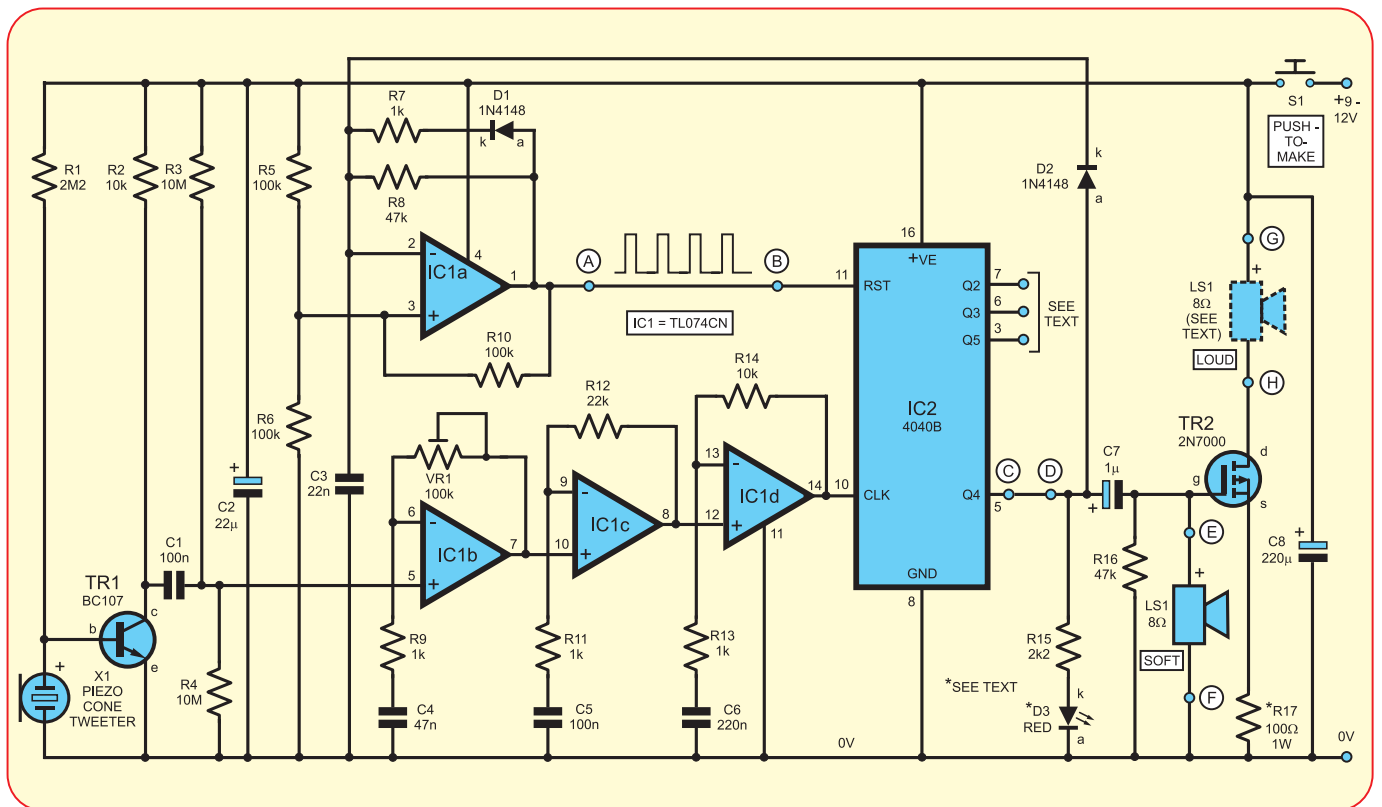 R1
2M2
R2
10k
R3
10M
R5
100k
R7
1k
D1
1N4148
k
a
R8
47k
2
-
4
IC1a
1
3
+
A
B
IC1 = TL074CN
R10
100k
R6
100k
+
C2
22µ
C1
100n
TR1
BC107
b
c
e
+
X1
PIEZO
CONE
TWEETER
R4
10M
C3
22n
VR1
100k
6
-
IC1b
7
5
+
R9
1k
C4
47n
R12
22k
9
-
IC1c
8
10
+
R11
1k
C5
100n
R14
10k
13
-
IC1d
14
12
+
11
R13
1k
C6
220n
0V
16
+VE
11
RST
7
Q2
6
Q3
3
Q5
SEE
TEXT
IC2
4040B
10
CLK
Q4
5
GND
8
C
D
D2
1N4148
k
a
C7
1µ
+
R15
2k2
*SEE TEXT
*D3
RED
k
a
R16
47k
E
+
LS1
8Ω
SOFT
F
S1
PUSH -
TO-
MAKE
+9 -
12V
G
+
LS1
8Ω
(SEE
TEXT)
LOUD
H
TR2
2N7000
d
g
s
+
C8
220µ
*R17
100Ω
1W
0V